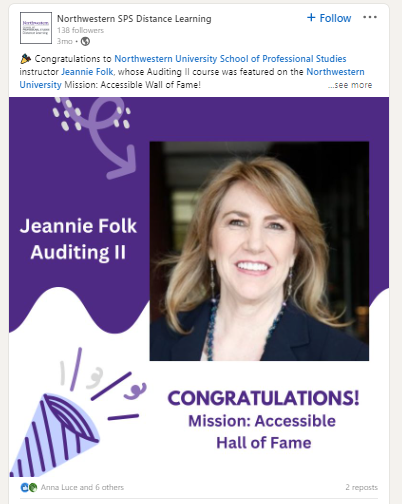 Northwestern SPS Distance Learning
+ Follow
138 followers
3mo •
Congratulations to Northwestern University School of Professional Studies
instructor Jeannie Folk, whose Auditing II course was featured on the Northwestern
University Mission: Accessible Wall of Fame!
...see more
Jeannie Folk
Auditing II
CONGRATULATIONS!
Mission: Accessible
Hall of Fame
Anna Luce and 6 others
2 reposts